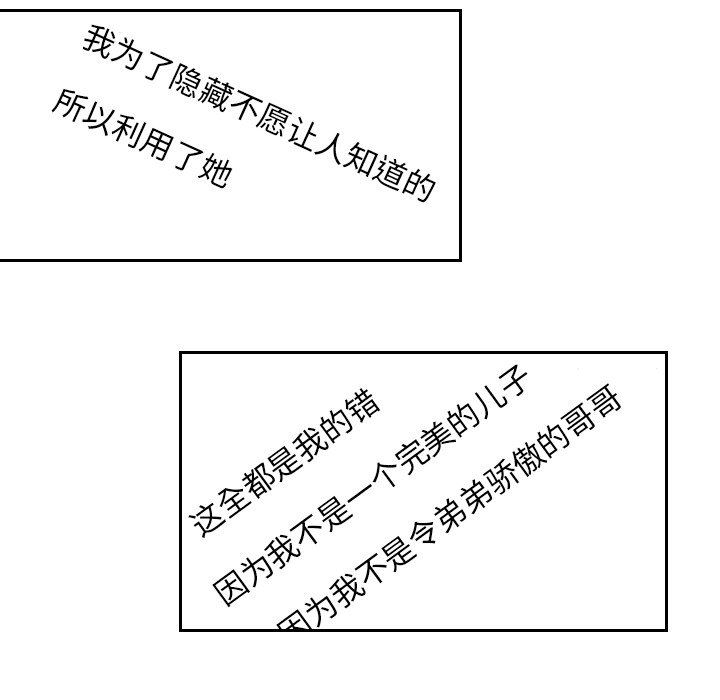 我为了隐藏不愿让人知道的
所以利用了她
这全都是我的错
因为我不是一个完美的儿子
因为我不是令弟弟骄傲的哥哥